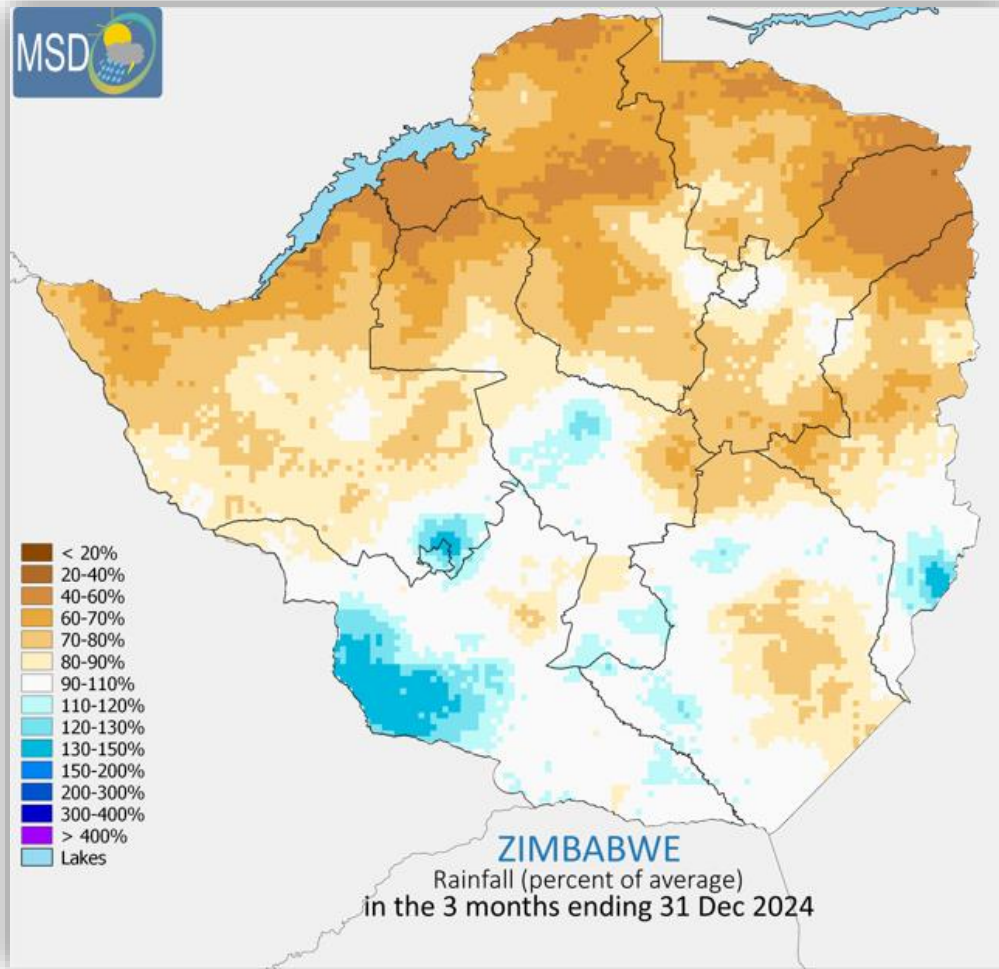 MSD
< 20%
20-40%
40-60%
60-70%
70-80%
80-90%
90-110%
110-120%
120-130%
130-150%
150-200%
200-300%
300-400%
> 400%
Lakes
ZIMBABWE
Rainfall (percent of average)
in the 3 months ending 31 Dec 2024